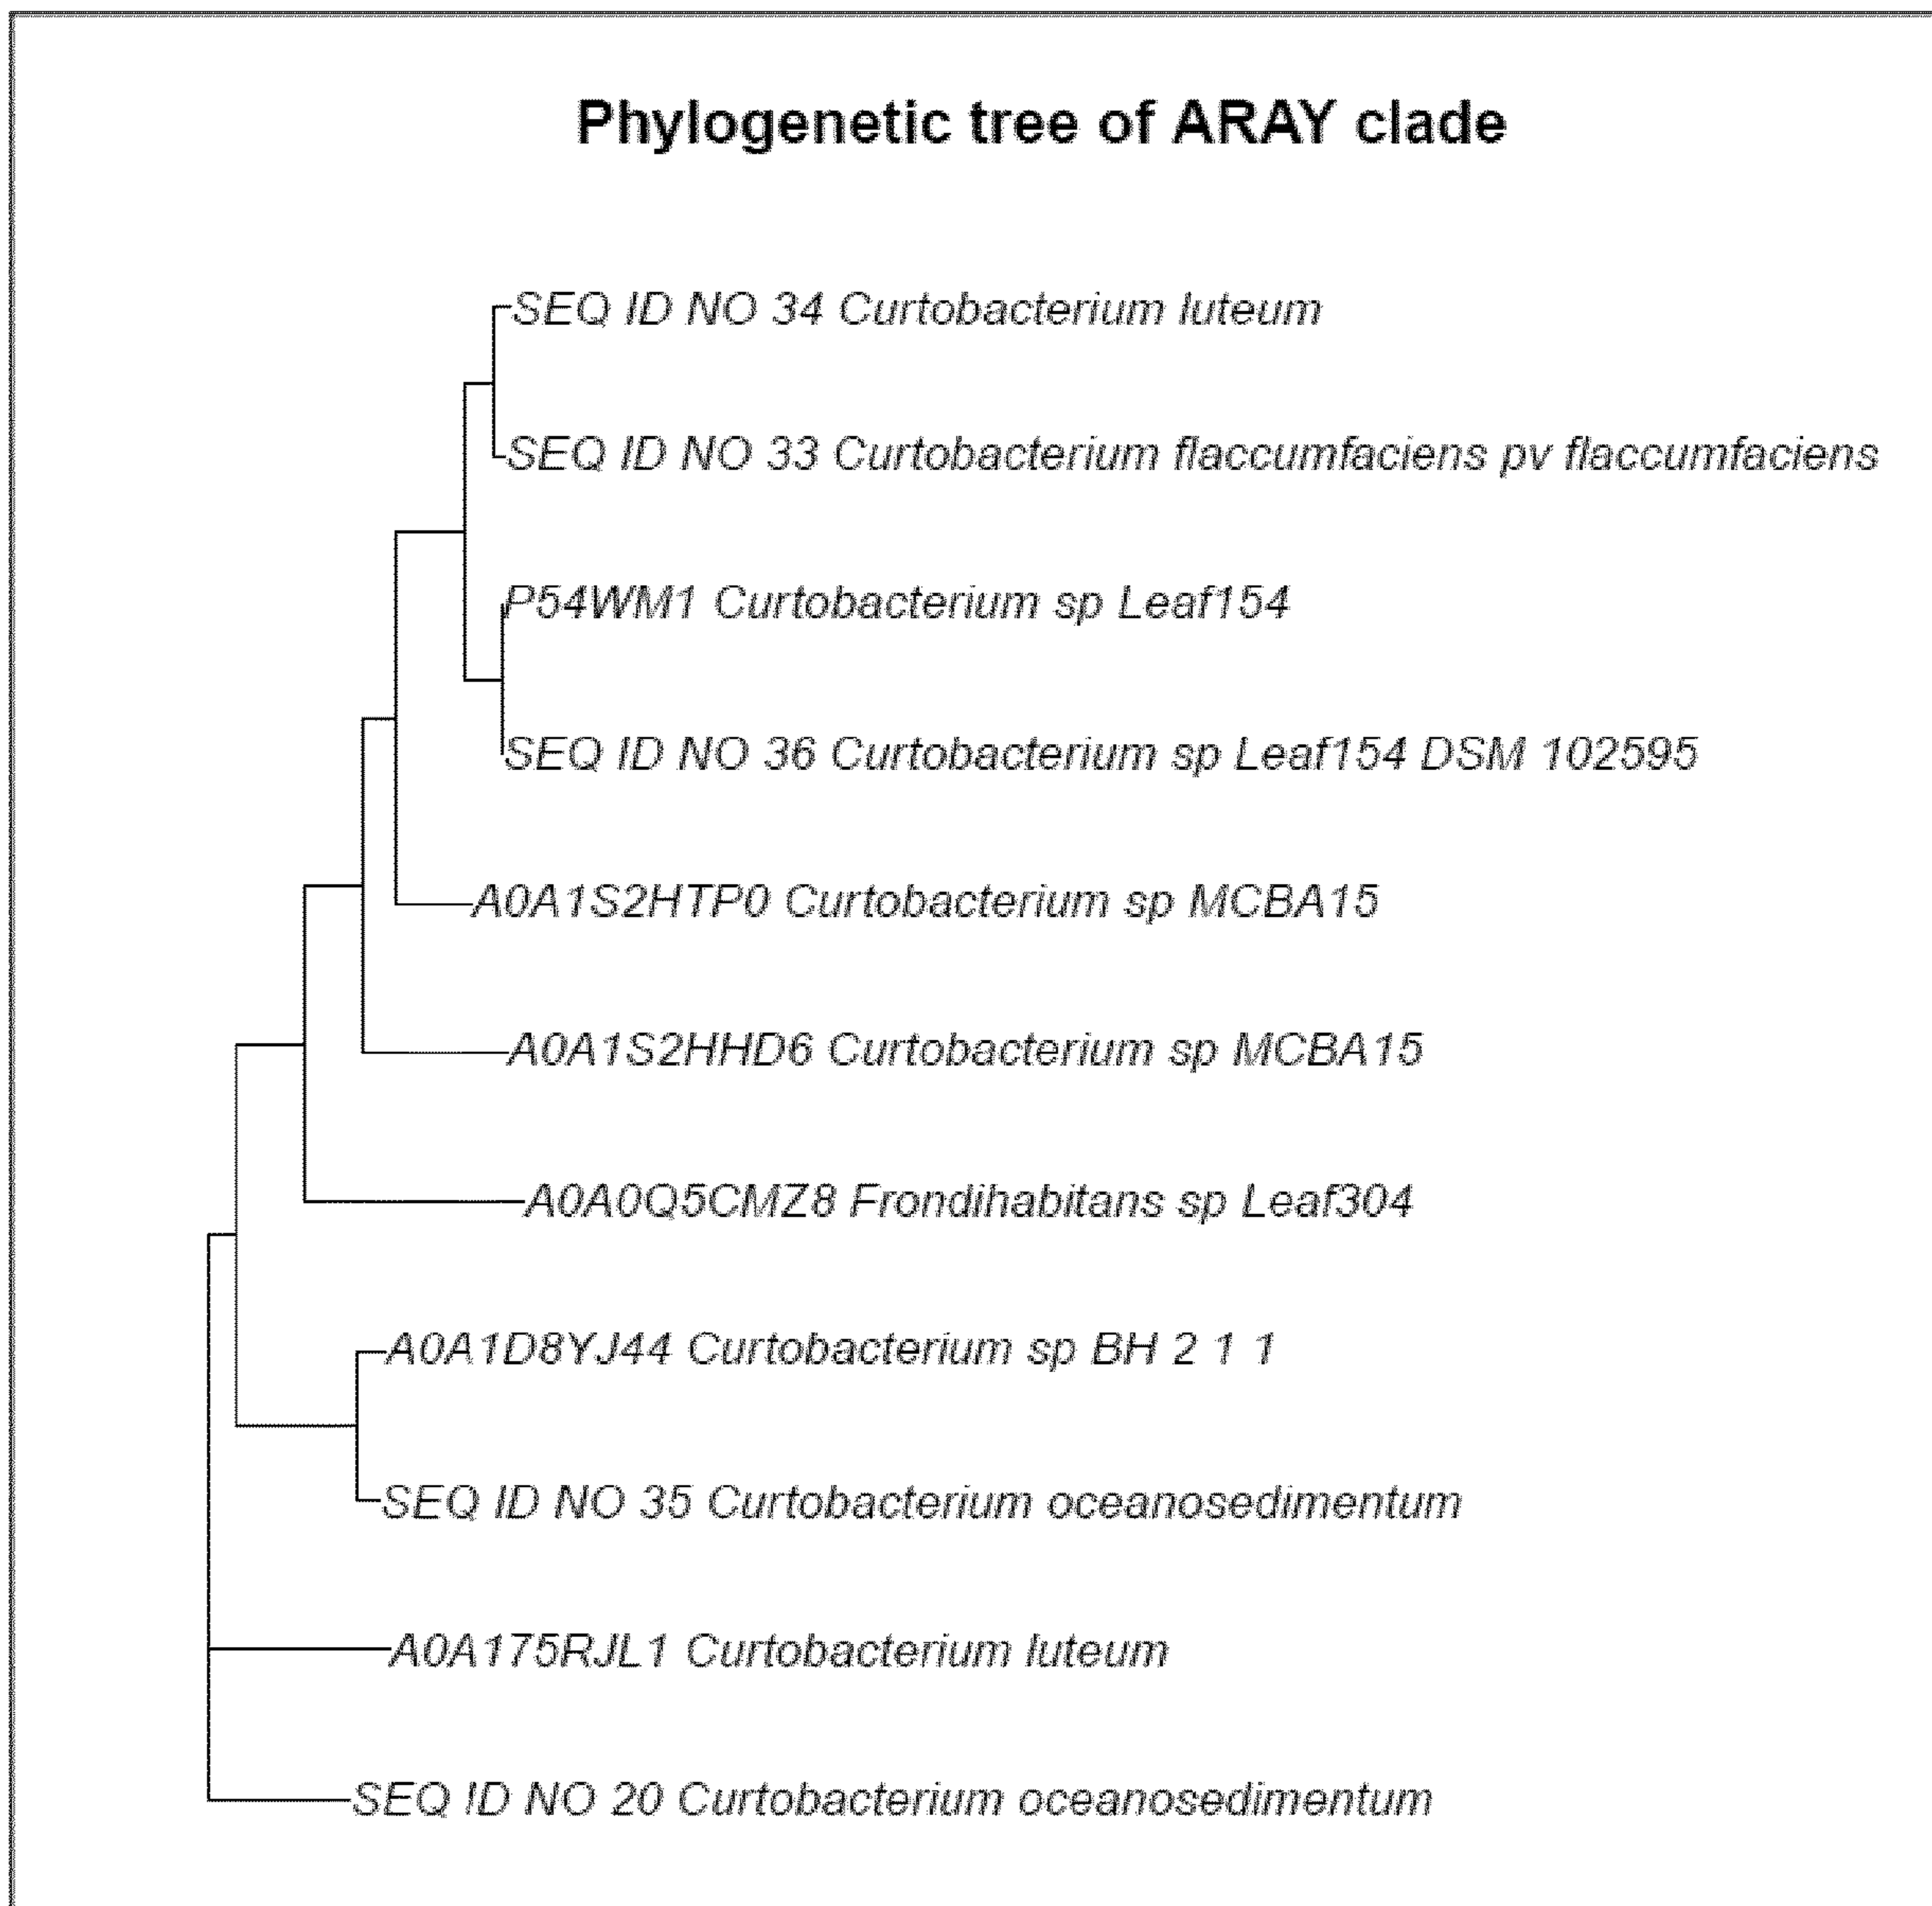 Phylogenetic tree of ARAY clade
SEQ ID NO 34 Curtobacterium luteum
SEQ ID NO 33 Curtobacterium flaccumfaciens pv flaccumfaciens
P54WM1 Curtobacterium sp Leaf154
SEQ ID NO 36 Curtobacterium sp Leaf154 DSM 102595
A0A1S2HTP0 Curtobacterium sp MCBA15
A0A1S2HHD6 Curtobacterium sp MCBA15
A0A0Q5CMZ8 Frondihabitans sp Leaf304
A0A1D8YJ44 Curtobacterium sp BH 2 1 1
SEQ ID NO 35 Curtobacterium oceanosedimentum
A0A175RJL1 Curtobacterium luteum
SEQ ID NO 20 Curtobacterium oceanosedimentum